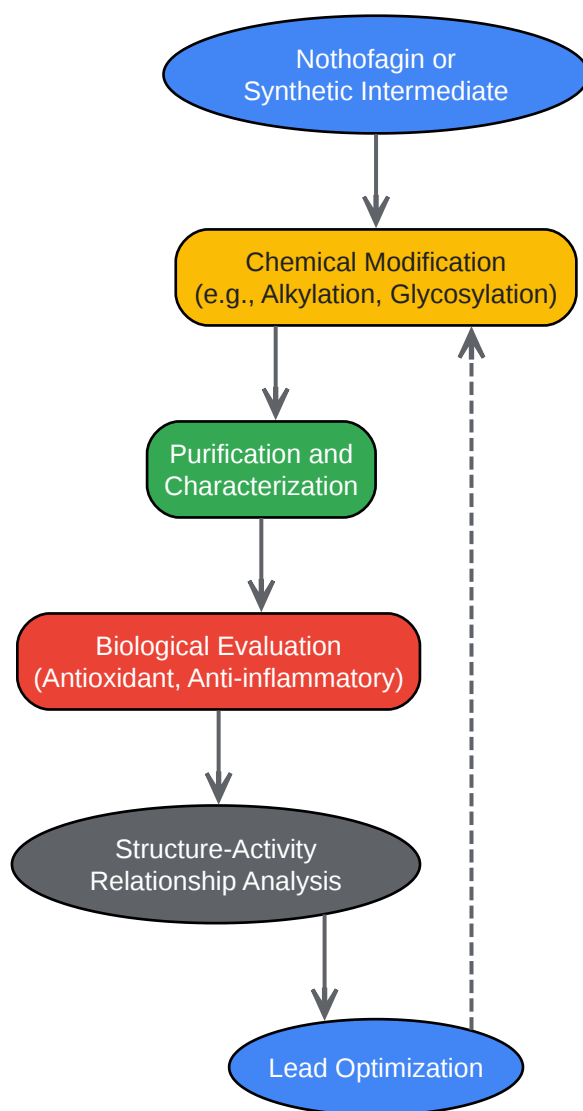 Nothofagin or
Synthetic Intermediate
Chemical Modification
(e.g., Alkylation, Glycosylation)
Purification and
Characterization
Biological Evaluation
(Antioxidant, Anti-inflammatory)
Structure-Activity
Relationship Analysis
Lead Optimization